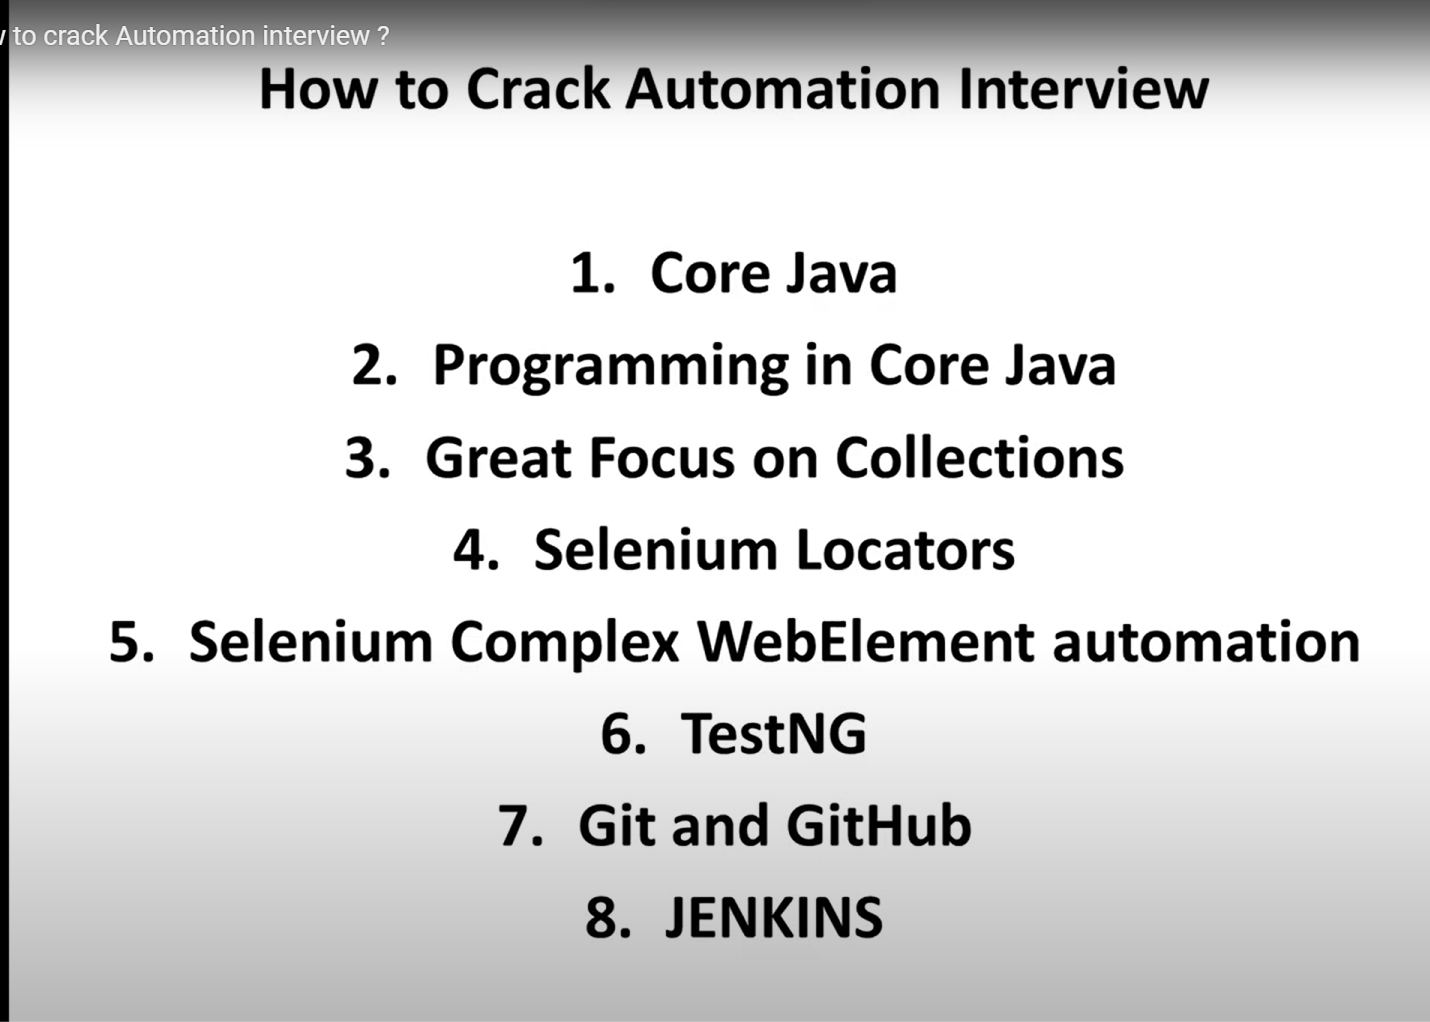 to crack Automation interview ?
How to Crack Automation Interview
1. Core Java
2. Programming in Core Java
3. Great Focus on Collections
4. Selenium Locators
5. Selenium Complex WebElement automation
6. TestNG
7. Git and GitHub
8. JENKINS